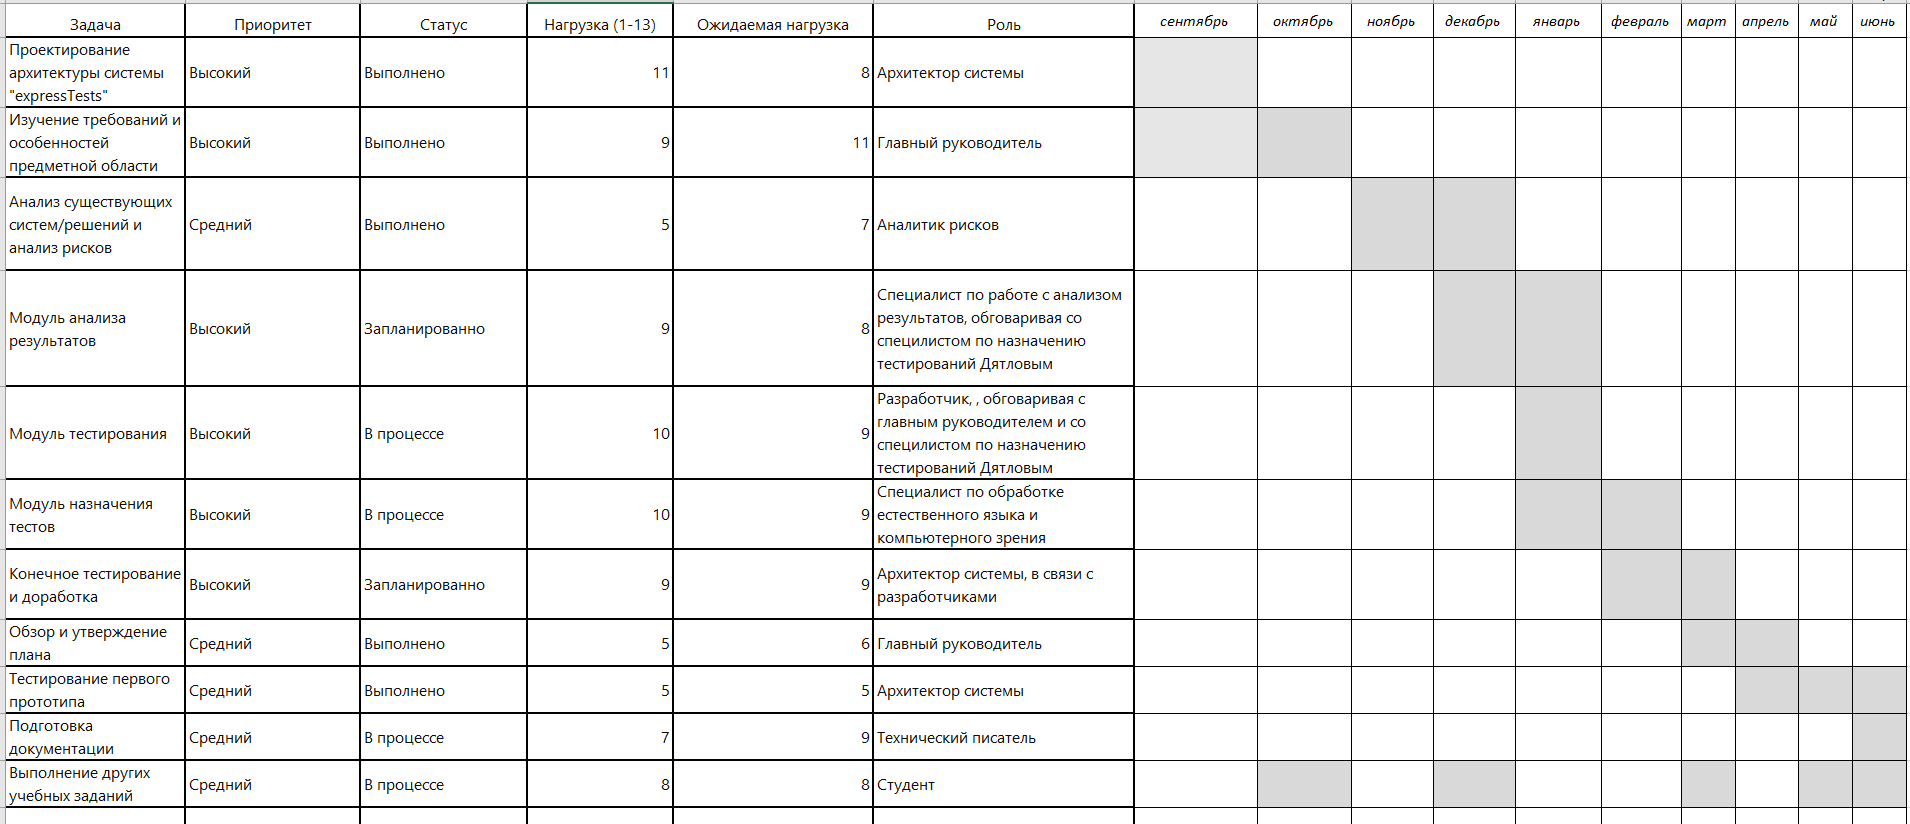 Задача Приоритет Статус Нагрузка (1-13) Ожидаемая нагрузка Роль сентябрь октябрь ноябрь декабрь январь февраль март апрель май июнь
Проектирование
архитектуры системы
"expressTests"
Высокий Выполнено 11 8 Архитектор системы
Изучение требований и
особенностей
предметной области
Высокий Выполнено 9 11 Главный руководитель
Анализ существующих
систем/решений и
анализ рисков
Средний Выполнено 5 7 Аналитик рисков
Модуль анализа
результатов
Высокий Запланированно 9 8
Специалист по работе с анализом
результатов, обговаривая со
специлистом по назначению
тестирований Дятловым
Модуль тестирования Высокий В процессе 10 9
Разработчик, , обговаривая с
главным руководителем и со
специлистом по назначению
тестирований Дятловым
Модуль назначения
тестов
Высокий В процессе 10 9
Специалист по обработке
естественного языка и
компьютерного зрения
Конечное тестирование
и доработка
Высокий Запланированно 9 9
Архитектор системы, в связи с
разработчиками
Обзор и утверждение
плана
Средний Выполнено 5 6 Главный руководитель
Тестирование первого
прототипа
Средний Выполнено 5 5 Архитектор системы
Подготовка
документации
Средний В процессе 7 9 Технический писатель
Выполнение других
учебных заданий
Средний В процессе 8 8 Студент